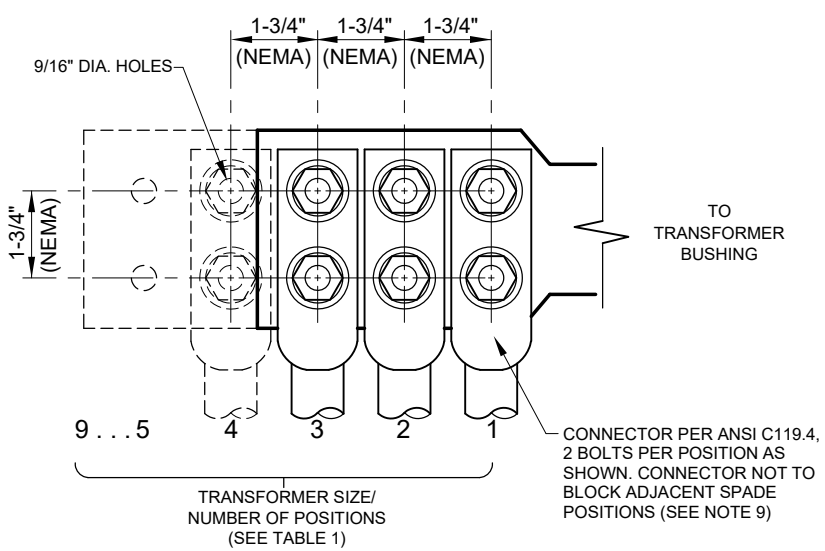 1-3/4" 1-3/4" 1-3/4"
(NEMA) (NEMA) (NEMA)
9/16" DIA. HOLES
1-3/4"
(NEMA)
TO
TRANSFORMER
BUSHING
9 . . . 5 4 3 2 1
CONNECTOR PER ANSI C119.4,
2 BOLTS PER POSITION AS
SHOWN. CONNECTOR NOT TO
BLOCK ADJACENT SPADE
POSITIONS (SEE NOTE 9)
TRANSFORMER SIZE/
NUMBER OF POSITIONS
(SEE TABLE 1)